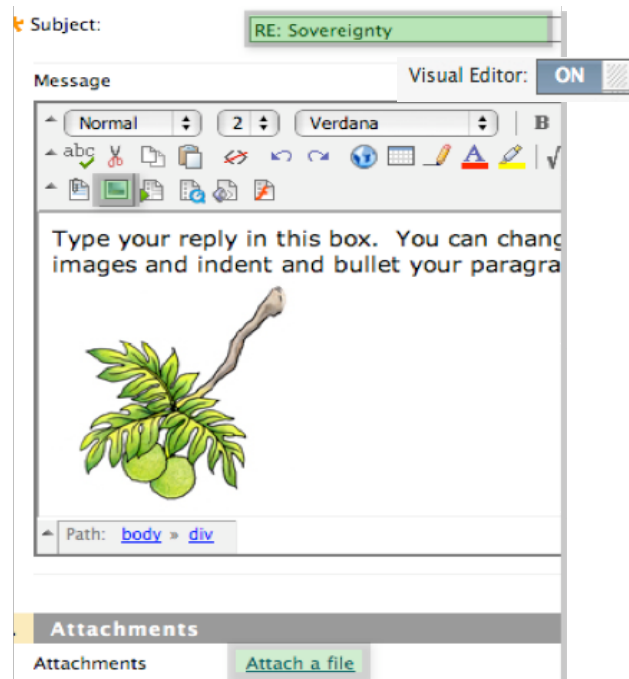 Subject:
RE: Sovereignty
Message
Visual Editor: ON
Normal 2 Verdana B
abc
Type your reply in this box. You can chang
images and indent and bullet your paragra
Path: body » div
Attachments
Attachments Attach a file